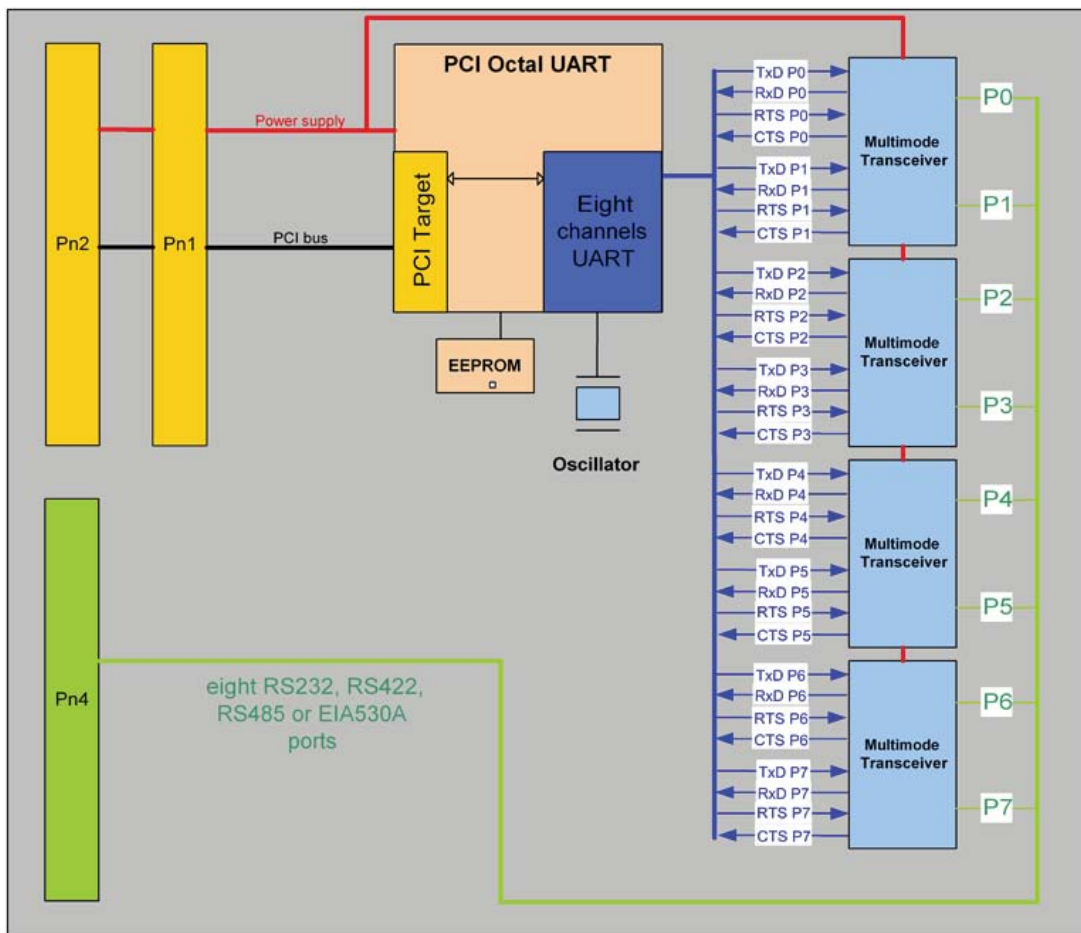 PCI Octal UART
Power supply
PCI bus
Pn2
Pn1
PCI Target
Eight
channels
UART
EEPROM
Oscillator
TxD P0
RxD P0
RTS P0
CTS P0
TxD P1
RxD P1
RTS P1
CTS P1
Multimode
Transceiver
P0
P1
TxD P2
RxD P2
RTS P2
CTS P2
TxD P3
RxD P3
RTS P3
CTS P3
Multimode
Transceiver
P2
P3
TxD P4
RxD P4
RTS P4
CTS P4
TxD P5
RxD P5
RTS P5
CTS P5
Multimode
Transceiver
P4
P5
TxD P6
RxD P6
RTS P6
CTS P6
TxD P7
RxD P7
RTS P7
CTS P7
Multimode
Transceiver
P6
P7
Pn4
eight RS232, RS422,
RS485 or EIA530A
ports